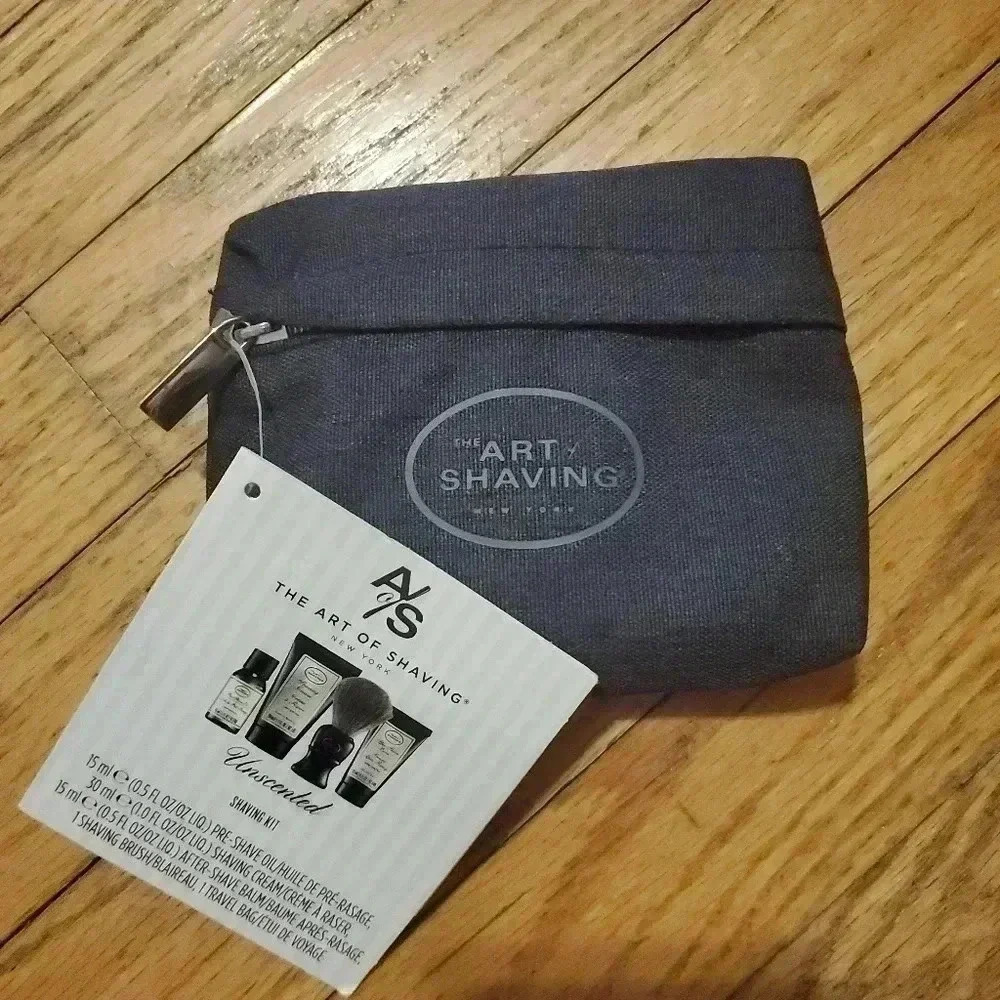 THE ART of
SHAVING
NEW YORK
A of S
THE ART OF SHAVING®
NEW YORK
Unscented
SHAVING KIT
15 ml ℮ (0.5 FL OZ/OZ LIQ.) PRE-SHAVE OIL/HUILE DE PRÉ-RASAGE,
30 ml ℮ (1.0 FL OZ/OZ LIQ.) SHAVING CREAM/CRÈME À RASER,
15 ml ℮ (0.5 FL OZ/OZ LIQ.) AFTER-SHAVE BALM/BAUME APRÈS-RASAGE,
1 SHAVING BRUSH/BLAIREAU, 1 TRAVEL BAG/ÉTUI DE VOYAGE